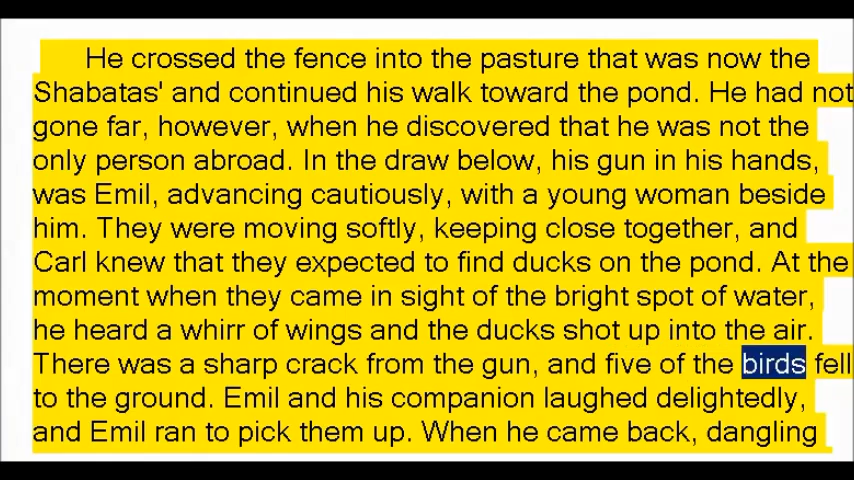 He crossed the fence into the pasture that was now the
Shabatas' and continued his walk toward the pond. He had not
gone far, however, when he discovered that he was not the
only person abroad. In the draw below, his gun in his hands,
was Emil, advancing cautiously, with a young woman beside
him. They were moving softly, keeping close together, and
Carl knew that they expected to find ducks on the pond. At the
moment when they came in sight of the bright spot of water,
he heard a whirr of wings and the ducks shot up into the air.
There was a sharp crack from the gun, and five of the birds fell
to the ground. Emil and his companion laughed delightedly,
and Emil ran to pick them up. When he came back, dangling